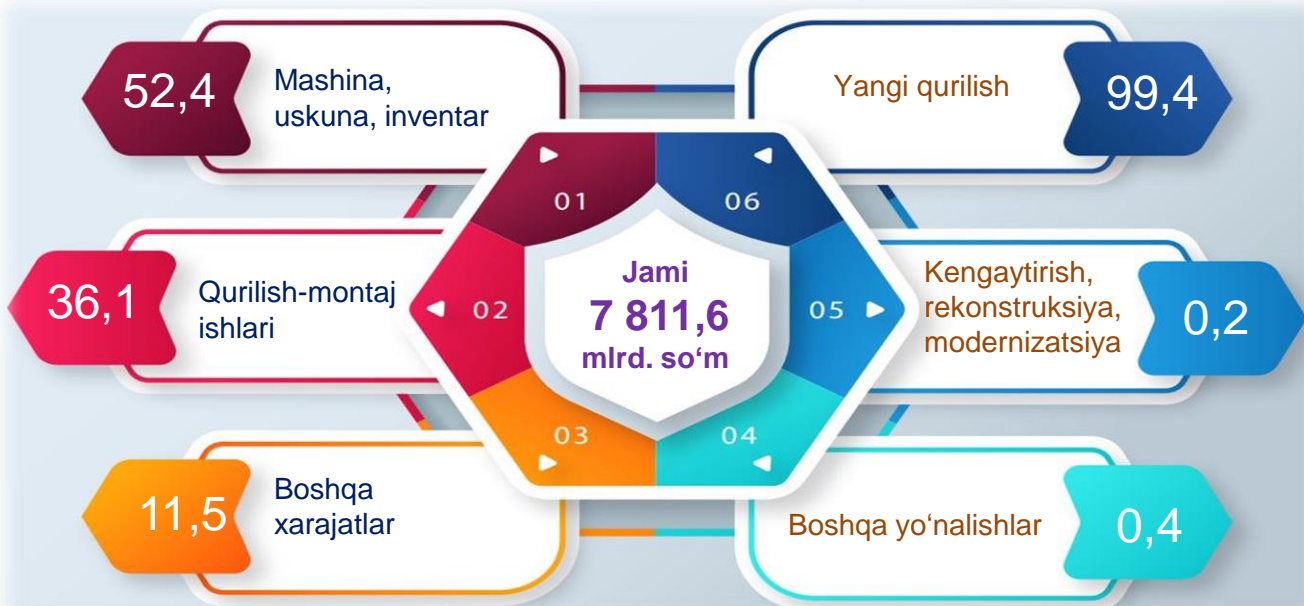 52,4
Mashina,
uskuna, inventar
Yangi qurilish
99,4
01
06
36,1
Qurilish-montaj
ishlari
02
Jami
7 811,6
mlrd. so‘m
05
Kengaytirish,
rekonstruksiya,
modernizatsiya
0,2
03
04
11,5
Boshqa
xarajatlar
Boshqa yo‘nalishlar
0,4